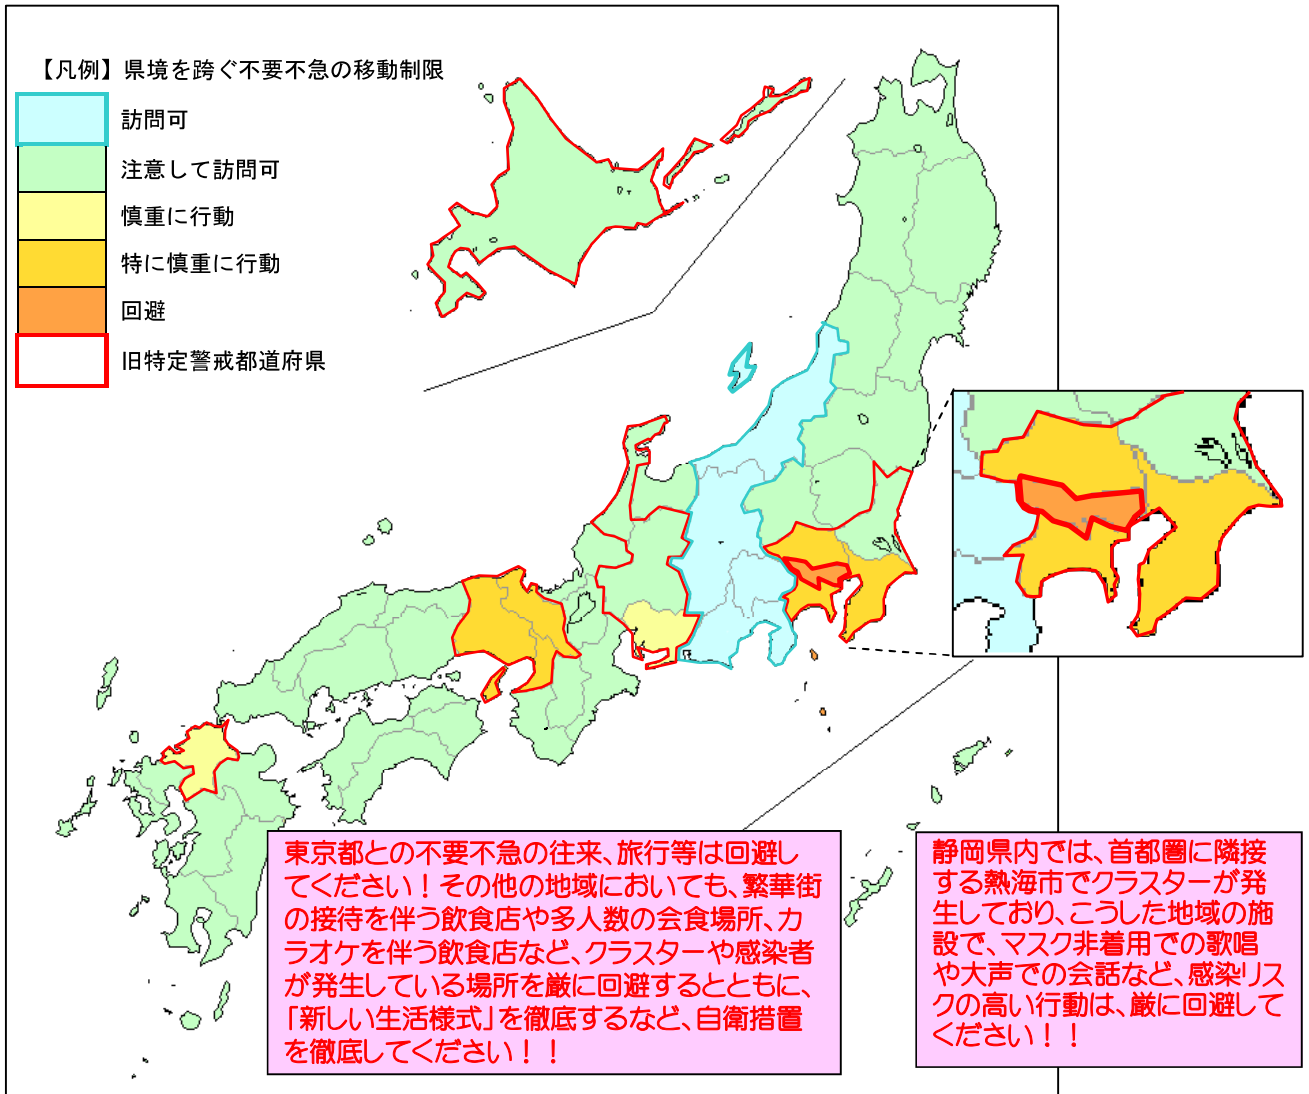 【凡例】県境を跨ぐ不要不急の移動制限
訪問可
注意して訪問可
慎重に行動
特に慎重に行動
回避
旧特定警戒都道府県
東京都との不要不急の往来、旅行等は回避し
てください！その他の地域においても、繁華街
の接待を伴う飲食店や多人数の会食場所、カ
ラオケを伴う飲食店など、クラスターや感染者
が発生している場所を厳に回避するとともに、
「新しい生活様式」を徹底するなど、自衛措置
を徹底してください！！
静岡県内では、首都圏に隣接
する熱海市でクラスターが発
生しており、こうした地域の施
設で、マスク非着用での歌唱
や大声での会話など、感染リス
クの高い行動は、厳に回避して
ください！！